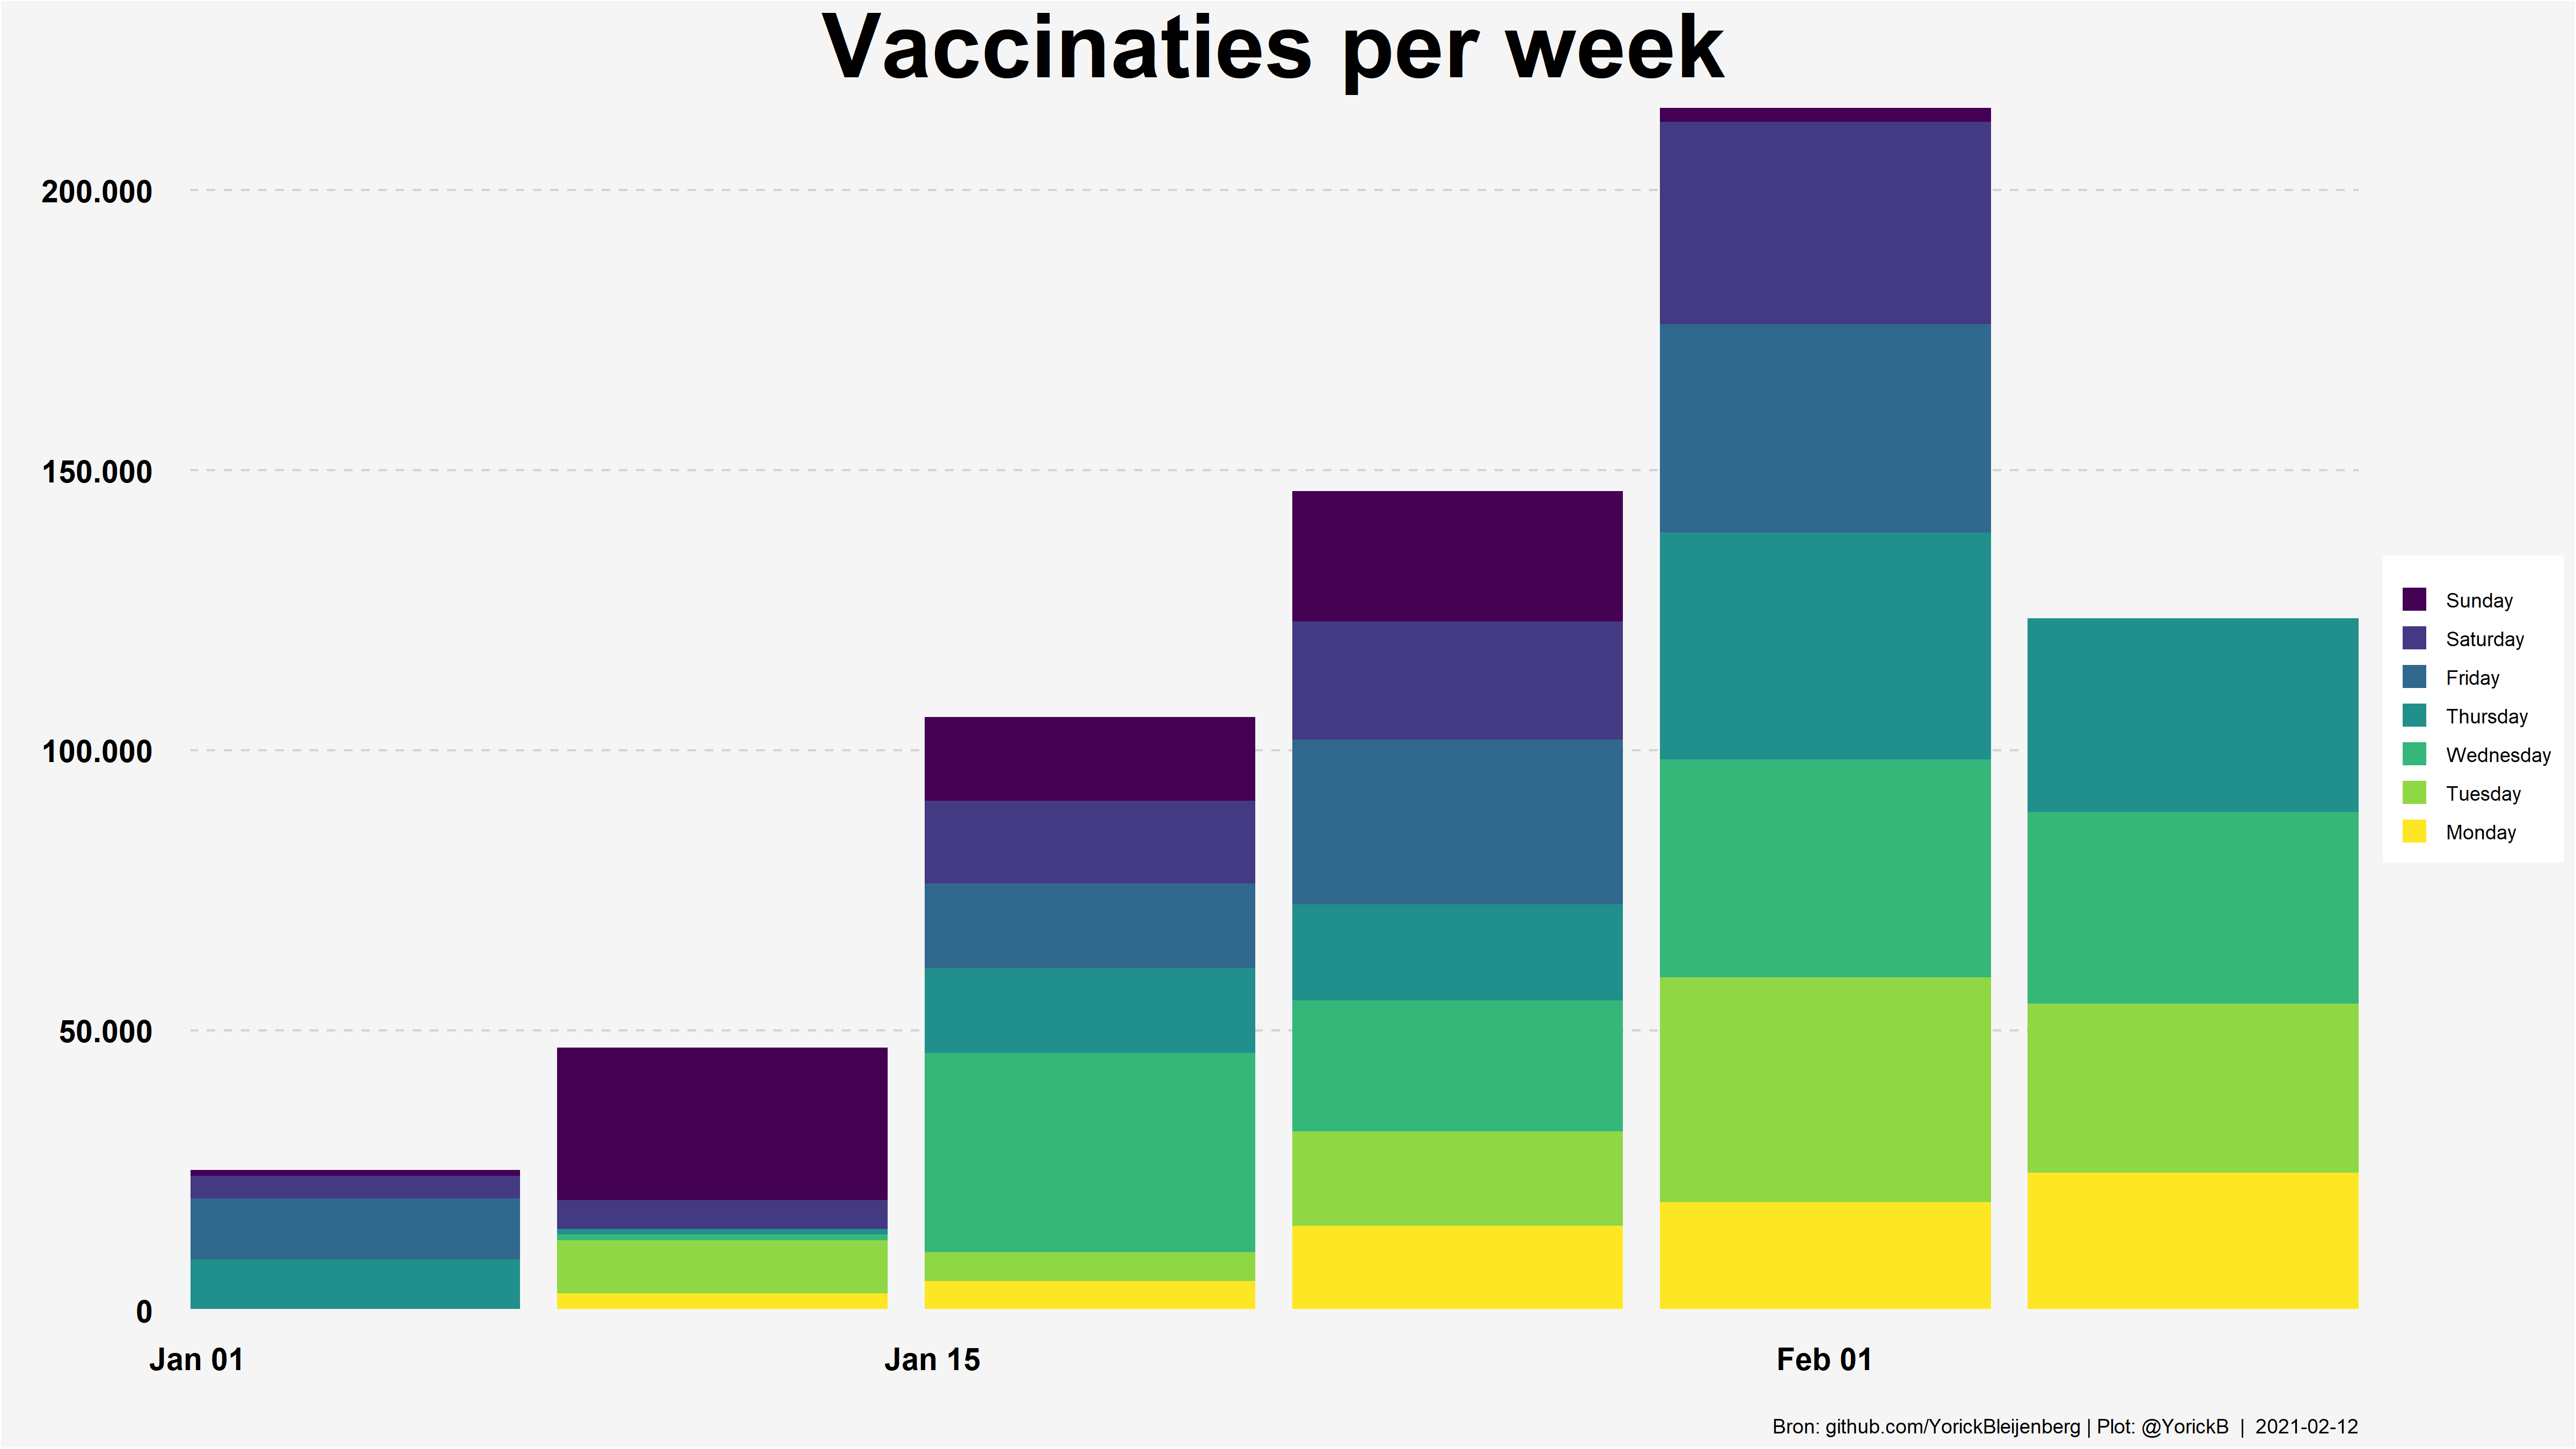 Vaccinaties per week
200.000
150.000
100.000
50.000
0
Jan 01
Jan 15
Feb 01
Sunday
Saturday
Friday
Thursday
Wednesday
Tuesday
Monday
Bron: github.com/YorickBleijenberg | Plot: @YorickB | 2021-02-12